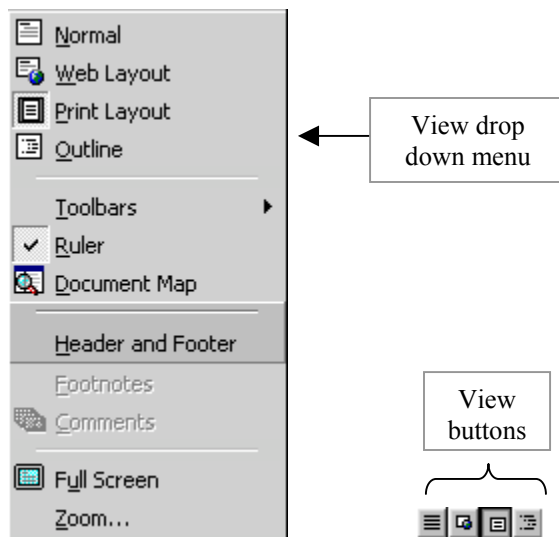 Normal
Web Layout
Print Layout
Outline
Toolbars
Ruler
Document Map
Header and Footer
Footnotes
Comments
Full Screen
Zoom...
View drop
down menu
View
buttons